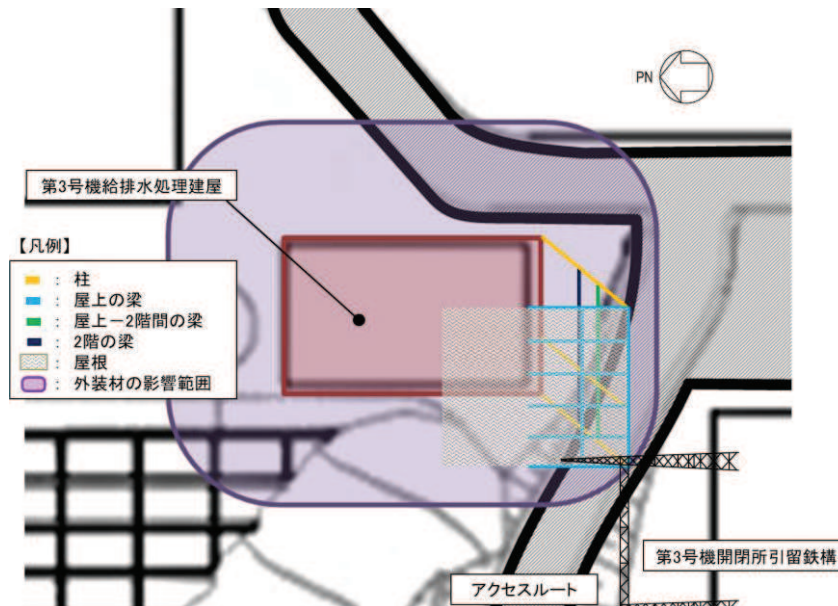 PN
第3号機給排水処理建屋
【凡例】
: 柱
: 屋上の梁
: 屋上－2階間の梁
: 2階の梁
: 屋根
: 外装材の影響範囲
第3号機開閉所引留鉄構
アクセスルート